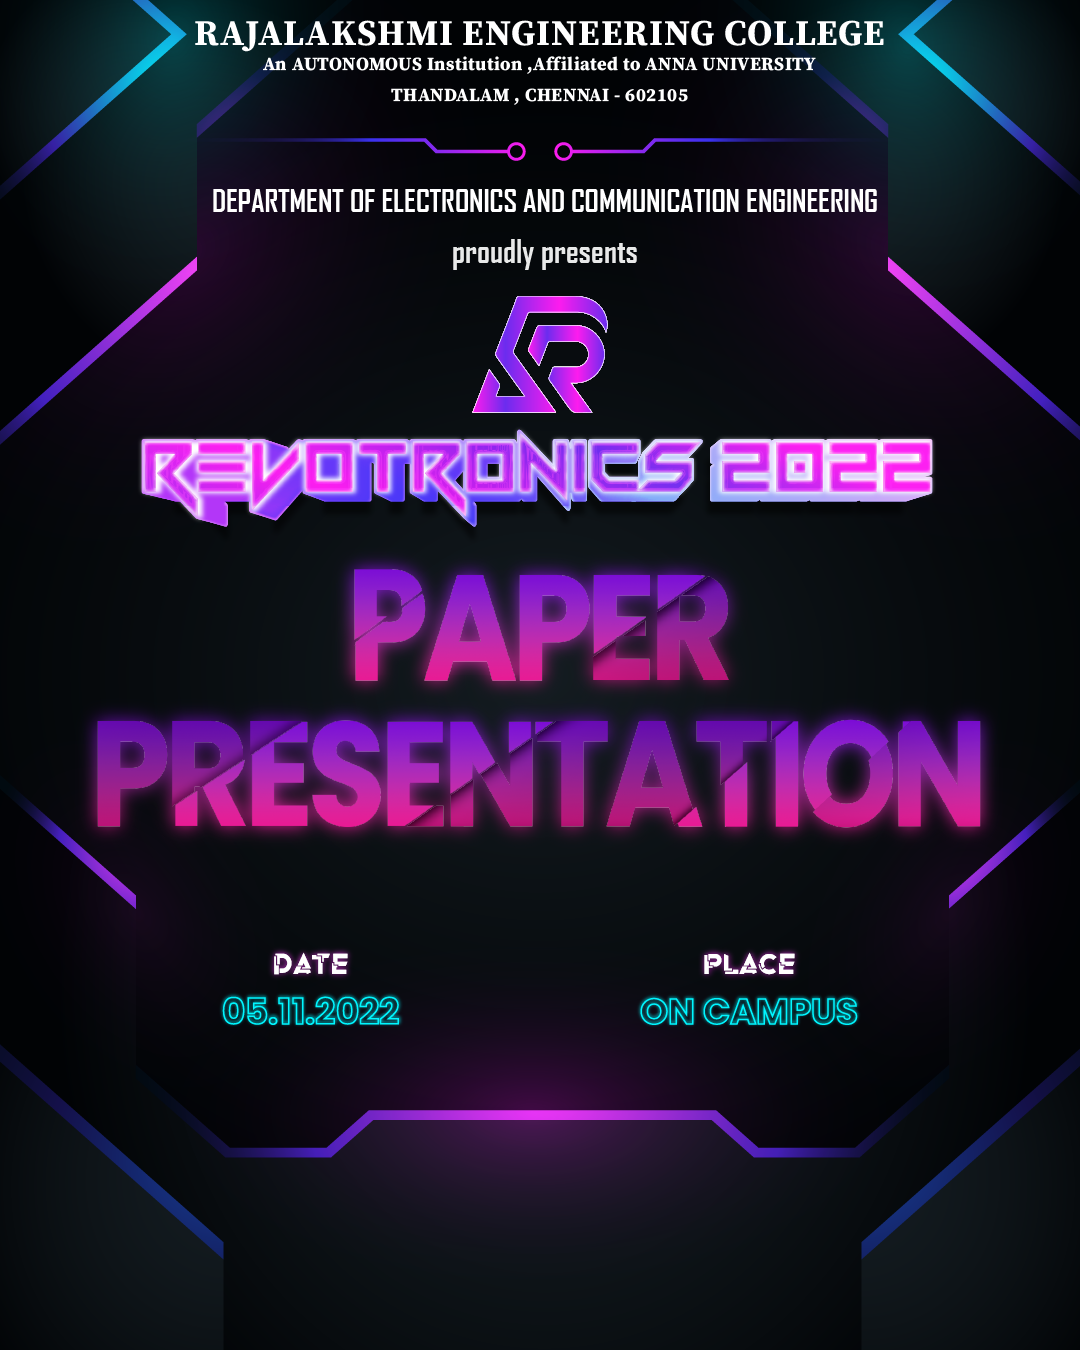 RAJALAKSHMI ENGINEERING COLLEGE
An AUTONOMOUS Institution ,Affiliated to ANNA UNIVERSITY
THANDALAM , CHENNAI - 602105
DEPARTMENT OF ELECTRONICS AND COMMUNICATION ENGINEERING
proudly presents
REVOTRONICS 2022
PAPER
PRESENTATION
DATE
05.11.2022
PLACE
ON CAMPUS